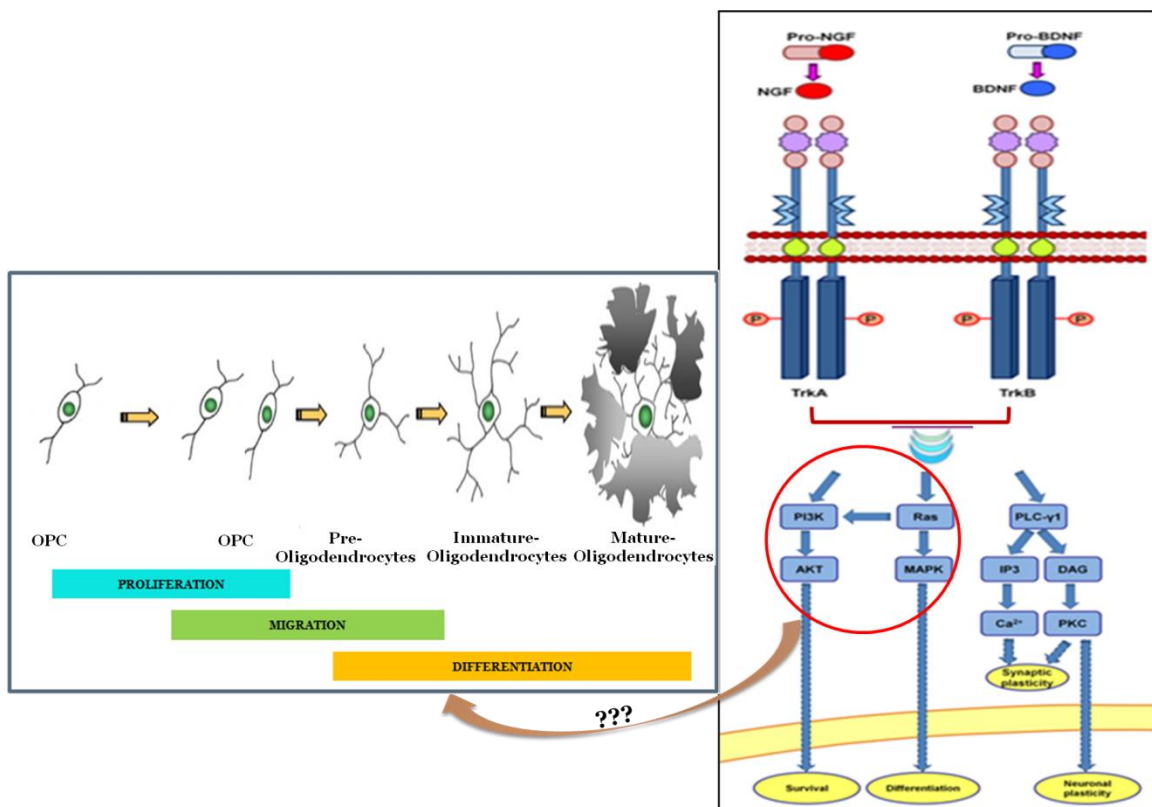 Pro-NGF
Pro-BDNF
NGF
BDNF
P
P
P
P
TrkA
TrkB
PI3K
Ras
PLC-γ1
AKT
MAPK
IP3
DAG
Ca²⁺
PKC
Synaptic
plasticity
Survival
Differentiation
Neuronal
plasticity
OPC
OPC
Pre-
Oligodendrocytes
Immature-
Oligodendrocytes
Mature-
Oligodendrocytes
PROLIFERATION
MIGRATION
DIFFERENTIATION
???